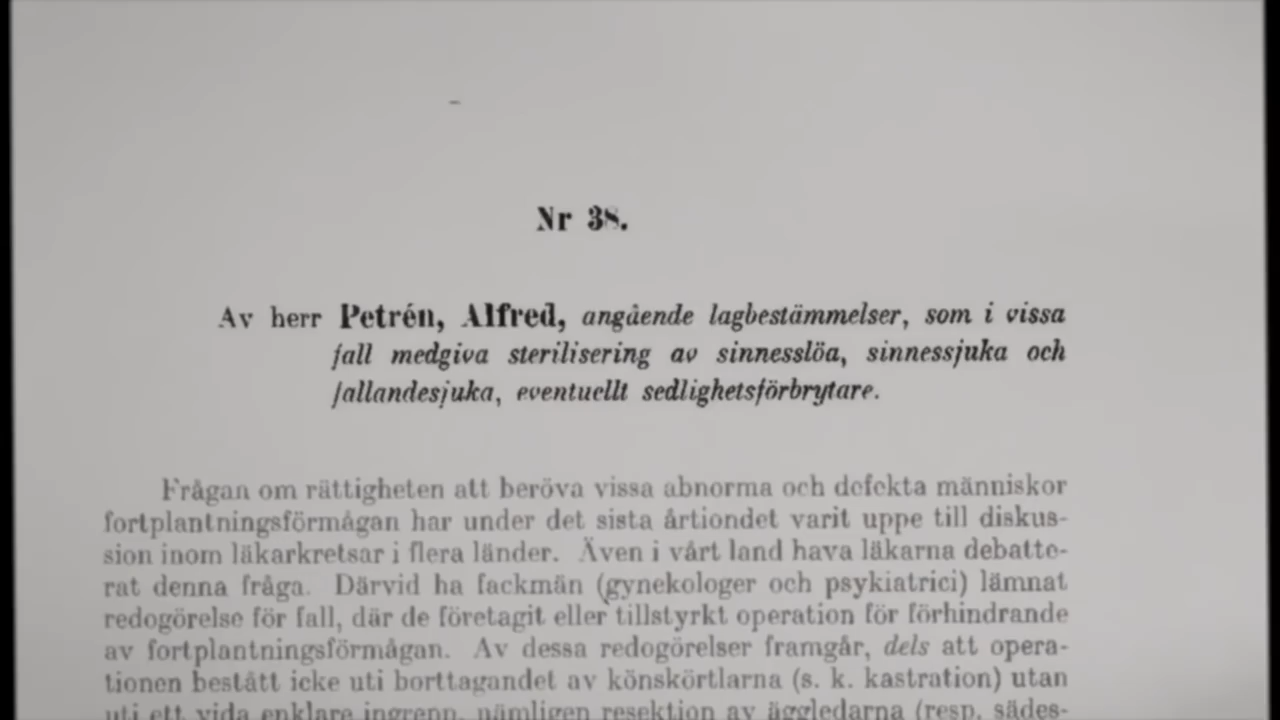 Nr 38.
Av herr Petrén, Alfred, angående lagbestämmelser, som i vissa
fall medgiva sterilisering av sinnesslöa, sinnessjuka och
fallandesjuka, eventuellt sedlighetsförbrytare.
Frågan om rättigheten att beröva vissa abnorma och defekta människor
fortplantningsförmågan har under det sista årtiondet varit uppe till diskus-
sion inom läkarkretsar i flera länder. Även i vårt land hava läkarna debatte-
rat denna fråga. Därvid ha fackmän (gynekologer och psykiatrici) lämnat
redogörelse för fall, där de företagit eller tillstyrkt operation för förhindrande
av fortplantningsförmågan. Av dessa redogörelser framgår, dels att opera-
tionen bestått icke uti borttagandet av könskörtlarna (s. k. kastration) utan
uti ett vida enklare ingrepp, nämligen resektion av äggledarna (resp. sädes-